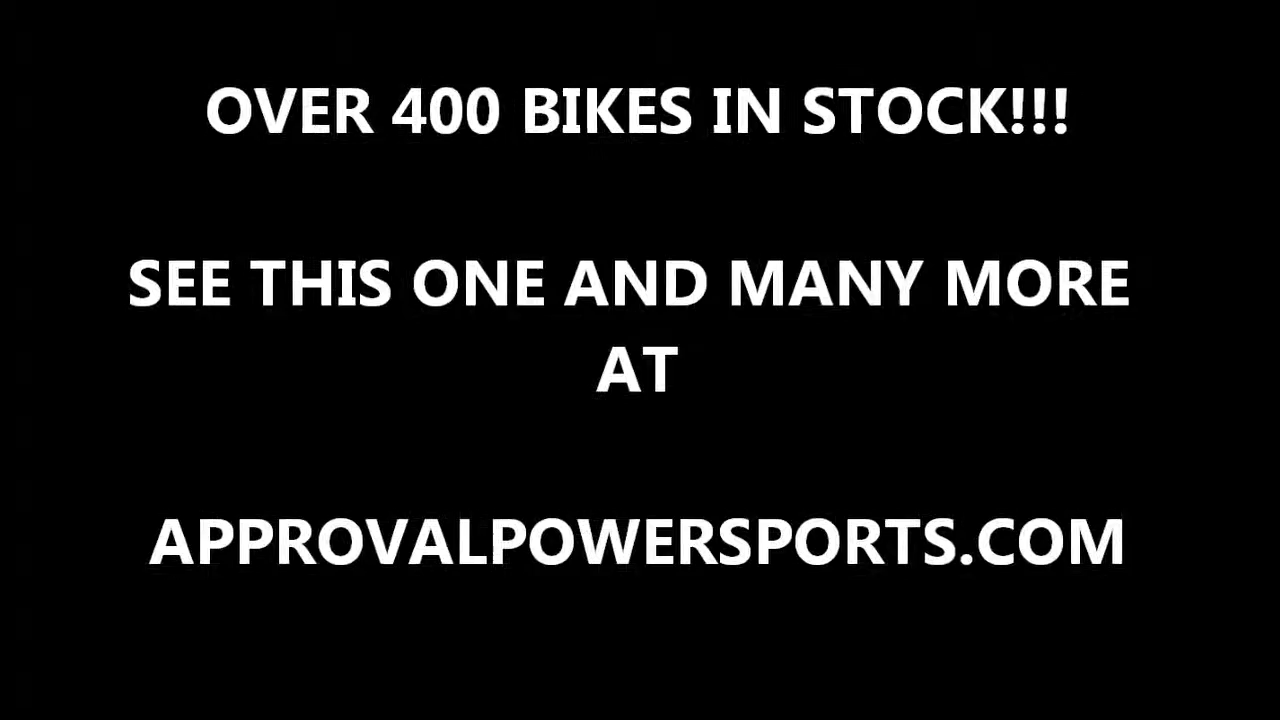 OVER 400 BIKES IN STOCK!!!
SEE THIS ONE AND MANY MORE
AT
APPROVALPOWERSPORTS.COM